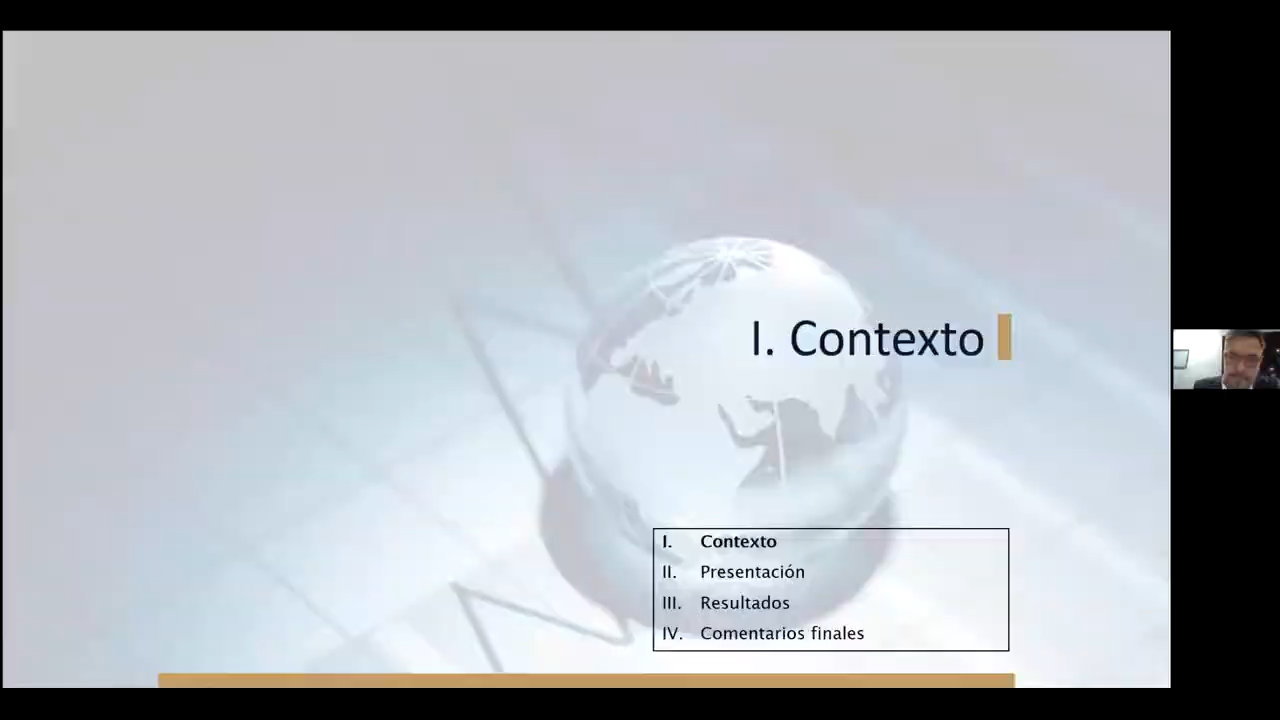 I. Contexto
I. Contexto
II. Presentación
III. Resultados
IV. Comentarios finales